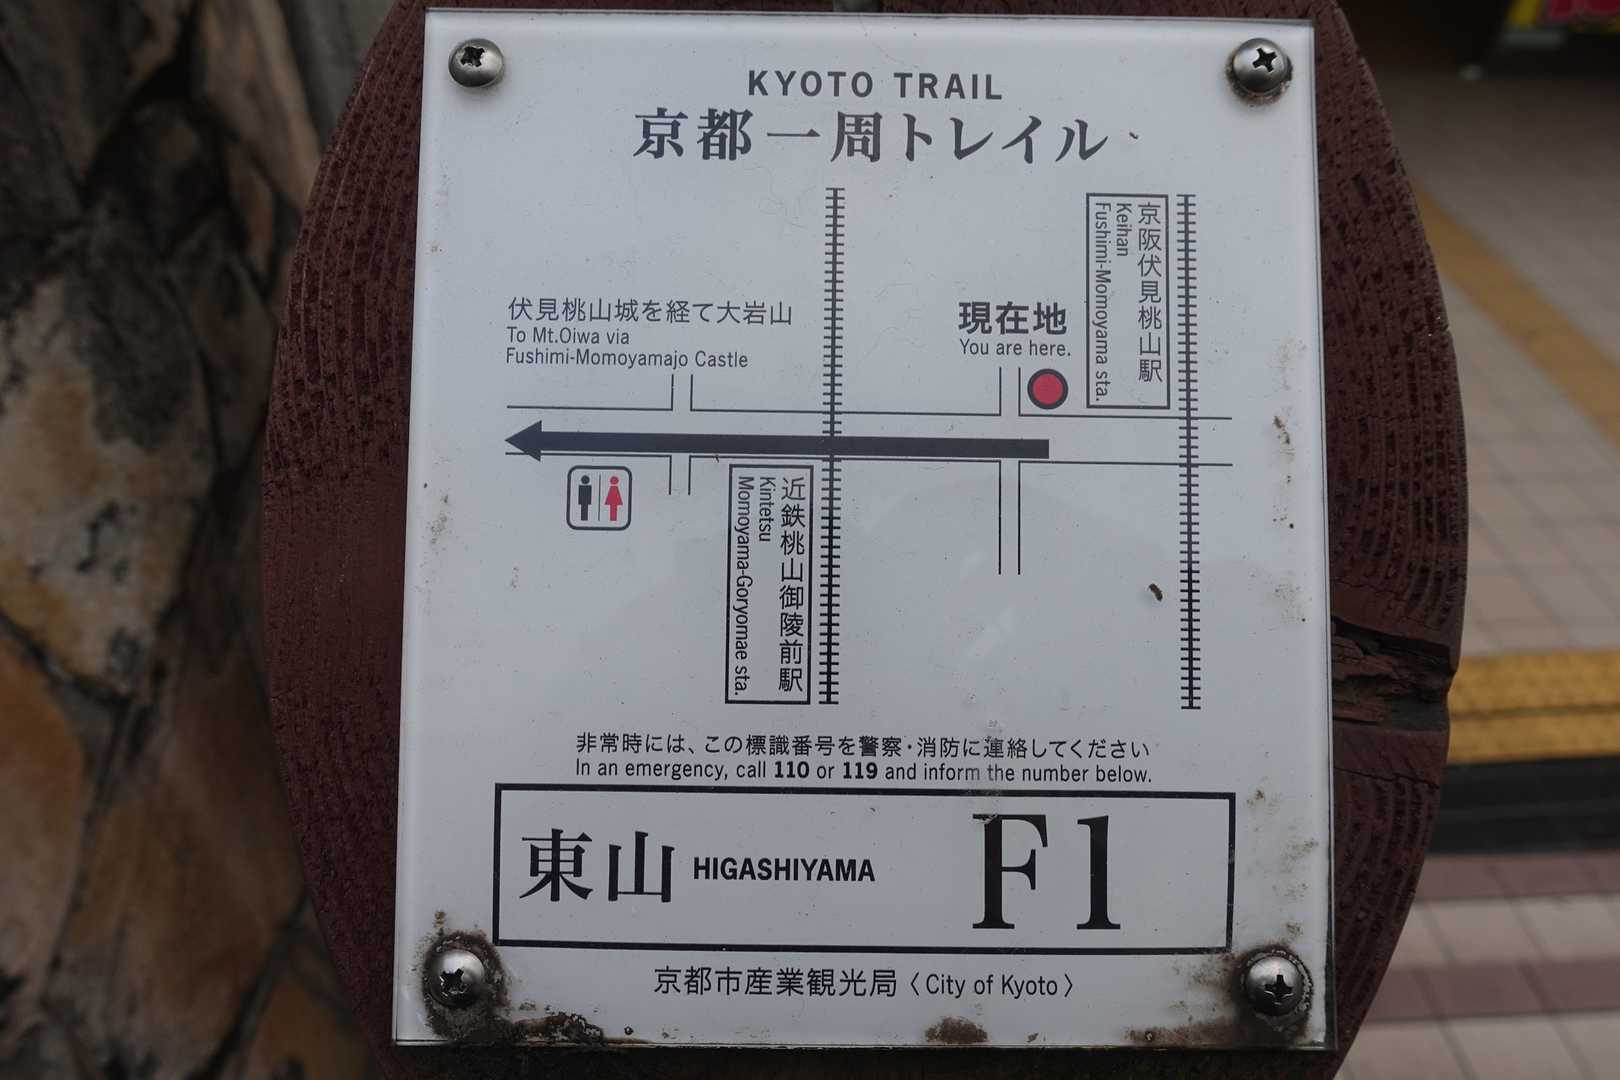 KYOTO TRAIL
京都一周トレイル
京阪伏見桃山駅
Keihan
Fushimi-Momoyama sta.
伏見桃山城を経て大岩山
To Mt.Oiwa via
Fushimi-Momoyamajo Castle
現在地
You are here.
近鉄桃山御陵前駅
Kintetsu
Momoyama-Goryomae sta.
非常時には、この標識番号を警察・消防に連絡してください
In an emergency, call 110 or 119 and inform the number below.
東山 HIGASHIYAMA F1
京都市産業観光局〈City of Kyoto〉